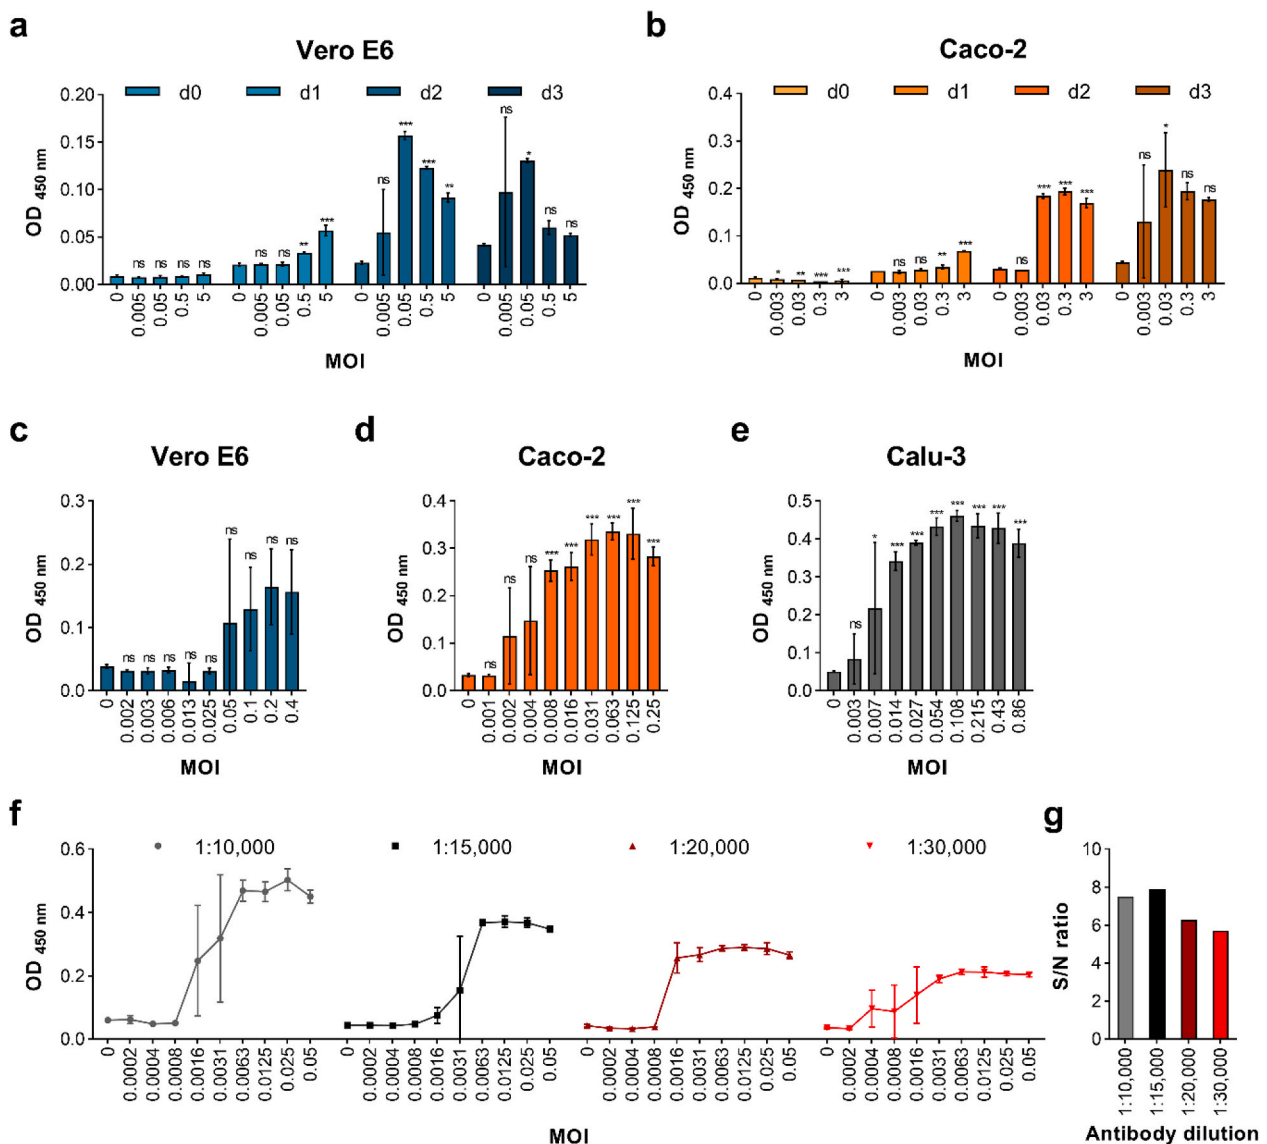 a
Vero E6
d0 d1 d2 d3
OD 450 nm
0.20
0.15
0.10
0.05
0.00
ns ns ns ns ns ns ** *** ns *** *** ** ns * ns ns
0 0.005 0.05 0.5 5 0 0.005 0.05 0.5 5 0 0.005 0.05 0.5 5 0 0.005 0.05 0.5 5
MOI
b
Caco-2
d0 d1 d2 d3
OD 450 nm
0.4
0.3
0.2
0.1
0.0
* ** *** *** ns ns ** *** *** *** *** ns * ns ns
0 0.003 0.03 0.3 3 0 0.003 0.03 0.3 3 0 0.003 0.03 0.3 3 0 0.003 0.03 0.3 3
MOI
c
Vero E6
OD 450 nm
0.3
0.2
0.1
0.0
ns ns ns ns ns ns ns ns ns
0 0.002 0.003 0.006 0.013 0.025 0.05 0.1 0.2 0.4
MOI
d
Caco-2
OD 450 nm
0.4
0.3
0.2
0.1
0.0
ns ns ns *** *** *** *** *** ***
0 0.001 0.002 0.004 0.008 0.016 0.031 0.063 0.125 0.25
MOI
e
Calu-3
OD 450 nm
0.5
0.4
0.3
0.2
0.1
0.0
ns * *** *** *** *** *** *** ***
0 0.003 0.007 0.014 0.027 0.054 0.108 0.215 0.43 0.86
MOI
f
1:10,000 1:15,000 1:20,000 1:30,000
OD 450 nm
0.6
0.4
0.2
0.0
0 0.0002 0.0004 0.0008 0.0016 0.0031 0.0063 0.0125 0.025 0.05 0 0.0002 0.0004 0.0008 0.0016 0.0031 0.0063 0.0125 0.025 0.05 0 0.0002 0.0004 0.0008 0.0016 0.0031 0.0063 0.0125 0.025 0.05 0 0.0002 0.0004 0.0008 0.0016 0.0031 0.0063 0.0125 0.025 0.05
MOI
g
S/N ratio
10
8
6
4
2
0
1:10,000 1:15,000 1:20,000 1:30,000
Antibody dilution